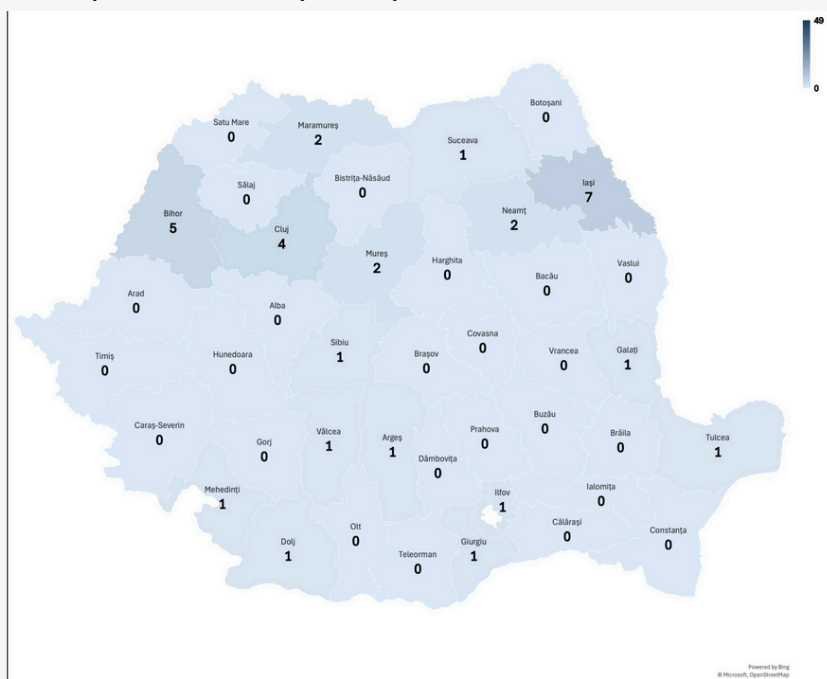 49
0
Botoșani
0
Satu Mare
0
Maramureș
2
Suceava
1
Iași
7
Bistrița-Năsăud
0
Sălaj
0
Neamț
2
Bihor
5
Cluj
4
Mureș
2
Harghita
0
Vaslui
0
Bacău
0
Arad
0
Alba
0
Covasna
0
Sibiu
1
Brașov
0
Vrancea
0
Galați
1
Timiș
0
Hunedoara
0
Caraș-Severin
0
Gorj
0
Vâlcea
1
Argeș
1
Prahova
0
Buzău
0
Brăila
0
Tulcea
1
Dâmbovița
0
Mehedinți
1
Ilfov
1
Ialomița
0
Olt
0
Dolj
1
Teleorman
0
Giurgiu
1
Călărași
0
Constanța
0
Powered by Bing
© Microsoft, OpenStreetMap